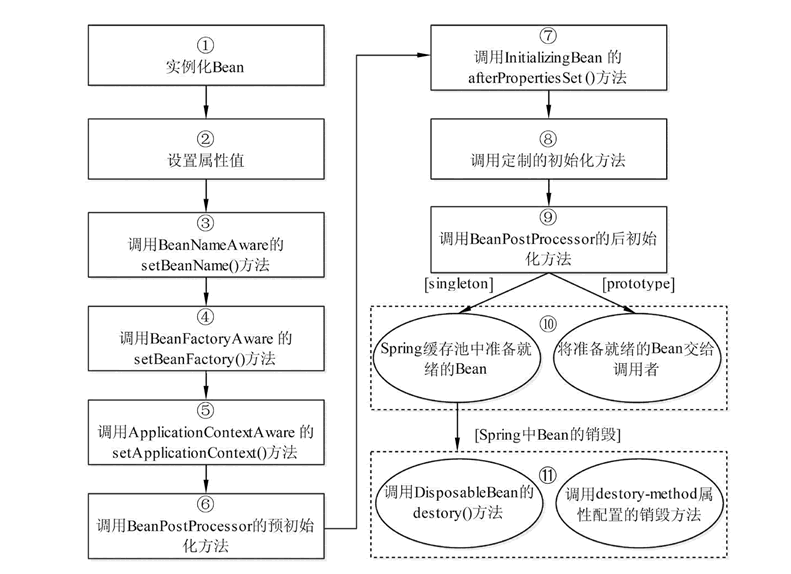 ①
实例化Bean
②
设置属性值
③
调用BeanNameAware的
setBeanName()方法
④
调用BeanFactoryAware 的
setBeanFactory()方法
⑤
调用ApplicationContextAware 的
setApplicationContext()方法
⑥
调用BeanPostProcessor的预初始
化方法
⑦
调用InitializingBean 的
afterPropertiesSet ()方法
⑧
调用定制的初始化方法
⑨
调用BeanPostProcessor的后初始
化方法
[singleton]
[prototype]
⑩
Spring缓存池中准备就
绪的Bean
将准备就绪的Bean交给
调用者
[Spring中Bean的销毁]
⑪
调用DisposableBean的
destory()方法
调用destory-method属
性配置的销毁方法